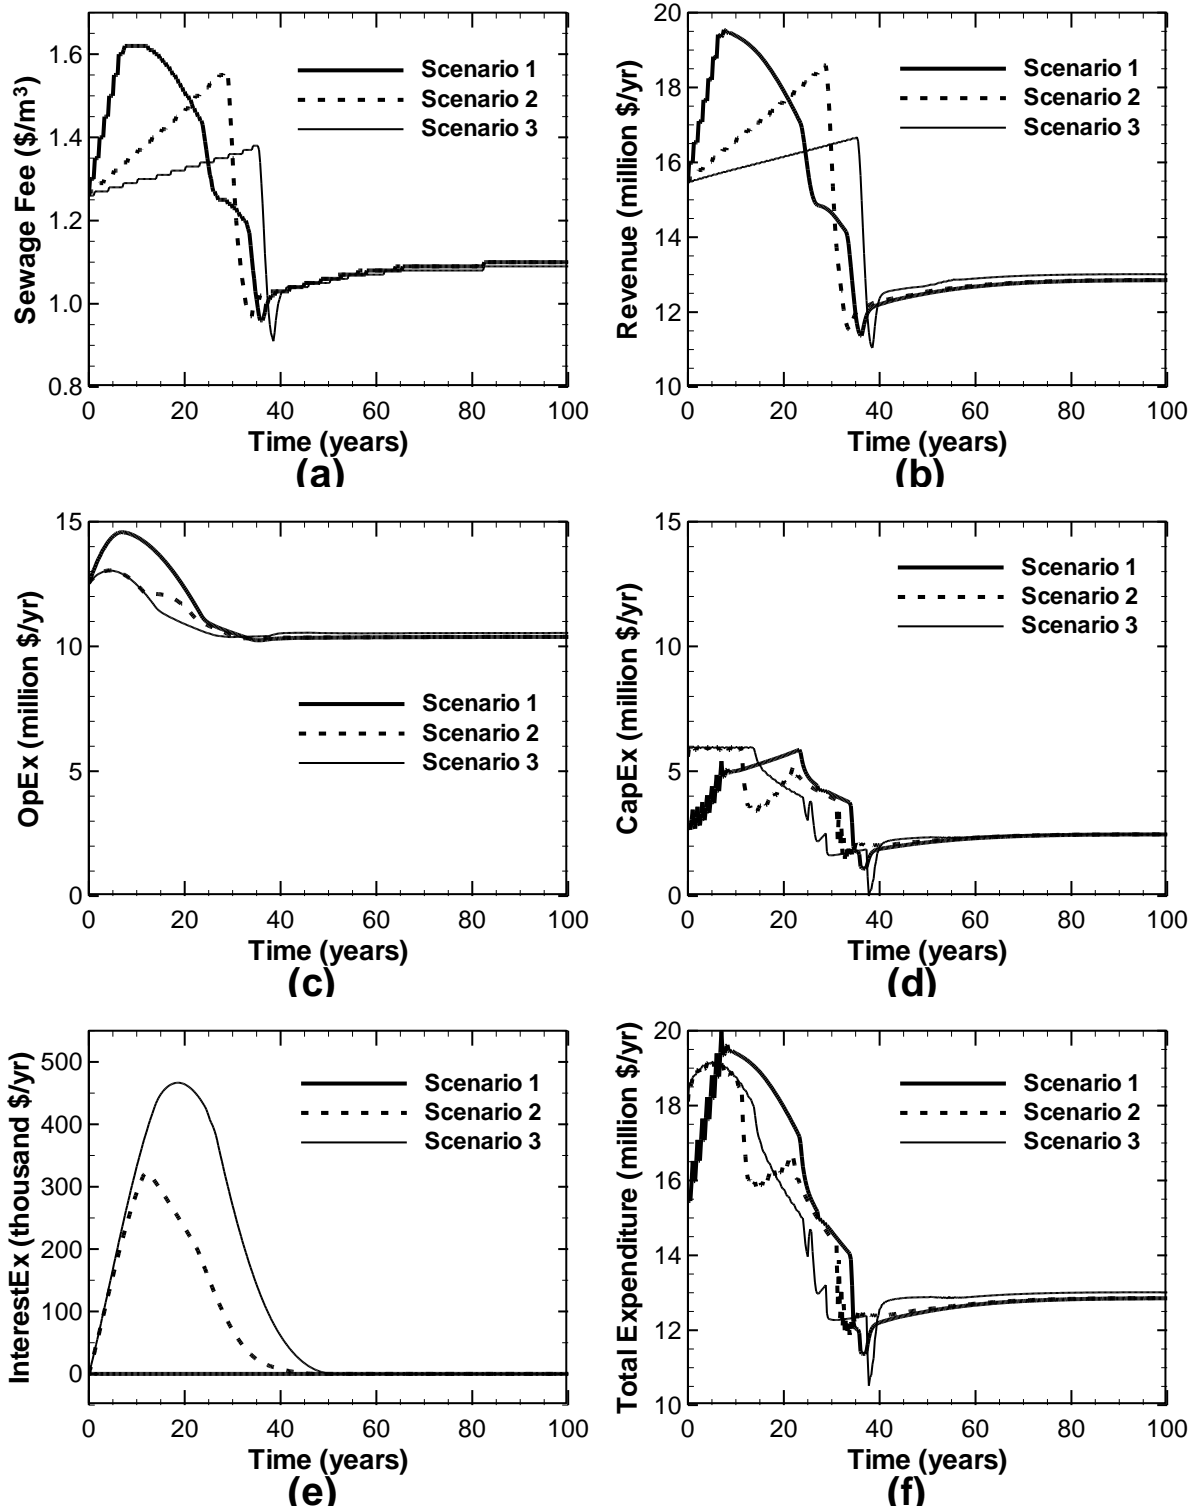 Sewage Fee ($/m³)
1.6
1.4
1.2
1.0
0.8
Scenario 1
Scenario 2
Scenario 3
0 20 40 60 80 100
Time (years)
(a)
Revenue (million $/yr)
20
18
16
14
12
10
Scenario 1
Scenario 2
Scenario 3
0 20 40 60 80 100
Time (years)
(b)
OpEx (million $/yr)
15
10
5
0
Scenario 1
Scenario 2
Scenario 3
0 20 40 60 80 100
Time (years)
(c)
CapEx (million $/yr)
15
10
5
0
Scenario 1
Scenario 2
Scenario 3
0 20 40 60 80 100
Time (years)
(d)
InterestEx (thousand $/yr)
500
400
300
200
100
0
Scenario 1
Scenario 2
Scenario 3
0 20 40 60 80 100
Time (years)
(e)
Total Expenditure (million $/yr)
20
18
16
14
12
10
Scenario 1
Scenario 2
Scenario 3
0 20 40 60 80 100
Time (years)
(f)